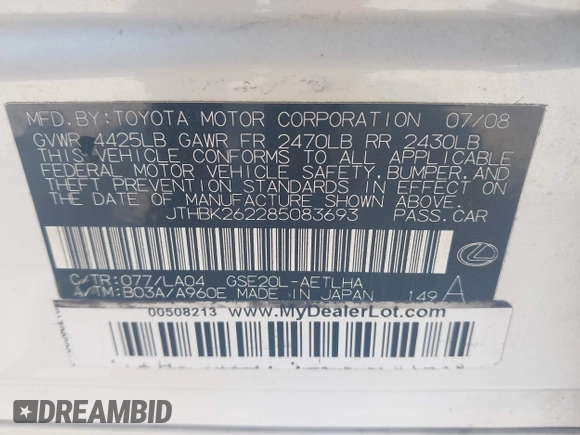 MFD.BY:TOYOTA MOTOR CORPORATION 07/08
GVWR 4425LB GAWR FR 2470LB RR 2430LB
THIS VEHICLE CONFORMS TO ALL APPLICABLE
FEDERAL MOTOR VEHICLE SAFETY,BUMPER,AND
THEFT PREVENTION STANDARDS IN EFFECT ON
THE DATE OF MANUFACTURE SHOWN ABOVE.
JTHBK262285083693 PASS.CAR
C/TR:077/LA04 GSE20L-AETLHA
A/TM:B03A/A960E MADE IN JAPAN 149 A
00508213 www.MyDealerLot.com
DREAMBID